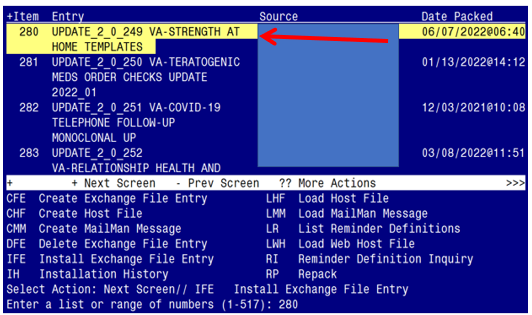 +Item Entry Source Date Packed
280 UPDATE_2_0_249 VA-STRENGTH AT 06/07/2022@06:40
HOME TEMPLATES
281 UPDATE_2_0_250 VA-TERATOGENIC 01/13/2022@14:12
MEDS ORDER CHECKS UPDATE
2022_01
282 UPDATE_2_0_251 VA-COVID-19 12/03/2021@10:08
TELEPHONE FOLLOW-UP
MONOCLONAL UP
283 UPDATE_2_0_252 03/08/2022@11:51
VA-RELATIONSHIP HEALTH AND
+ + Next Screen - Prev Screen ?? More Actions >>>
CFE Create Exchange File Entry LHF Load Host File
CHF Create Host File LMM Load MailMan Message
CMM Create MailMan Message LR List Reminder Definitions
DFE Delete Exchange File Entry LWH Load Web Host File
IFE Install Exchange File Entry RI Reminder Definition Inquiry
IH Installation History RP Repack
Select Action: Next Screen// IFE Install Exchange File Entry
Enter a list or range of numbers (1-517): 280